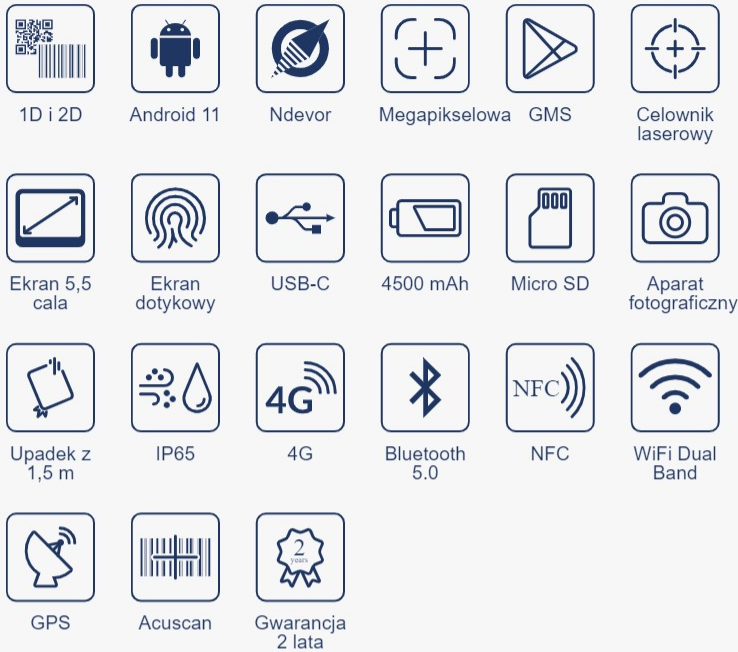 1D i 2D
Android 11
Ndevor
Megapikselowa
GMS
Celownik
laserowy
Ekran 5,5
cala
Ekran
dotykowy
USB-C
4500 mAh
Micro SD
Aparat
fotograficzny
Upadek z
1,5 m
IP65
4G
4G
Bluetooth
5.0
NFC
NFC
WiFi Dual
Band
GPS
Acuscan
2
years
Gwarancja
2 lata